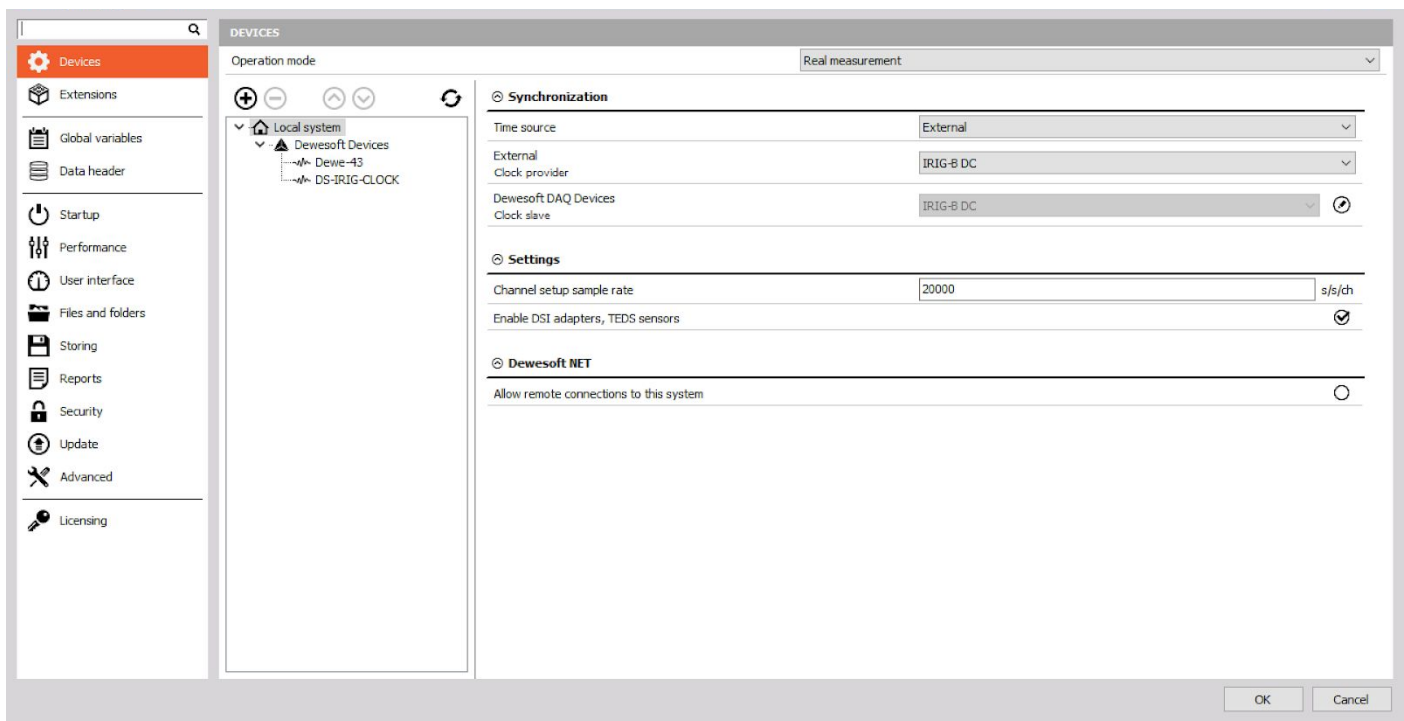 DEVICES
Devices
Extensions
Global variables
Data header
Startup
Performance
User interface
Files and folders
Storing
Reports
Security
Update
Advanced
Licensing
Operation mode
Real measurement
Local system
Dewesoft Devices
Dewe-43
DS-IRIG-CLOCK
Synchronization
Time source
External
External
Clock provider
IRIG-B DC
Dewesoft DAQ Devices
Clock slave
IRIG-B DC
Settings
Channel setup sample rate
20000
s/s/ch
Enable DSI adapters, TEDS sensors
Dewesoft NET
Allow remote connections to this system
OK
Cancel